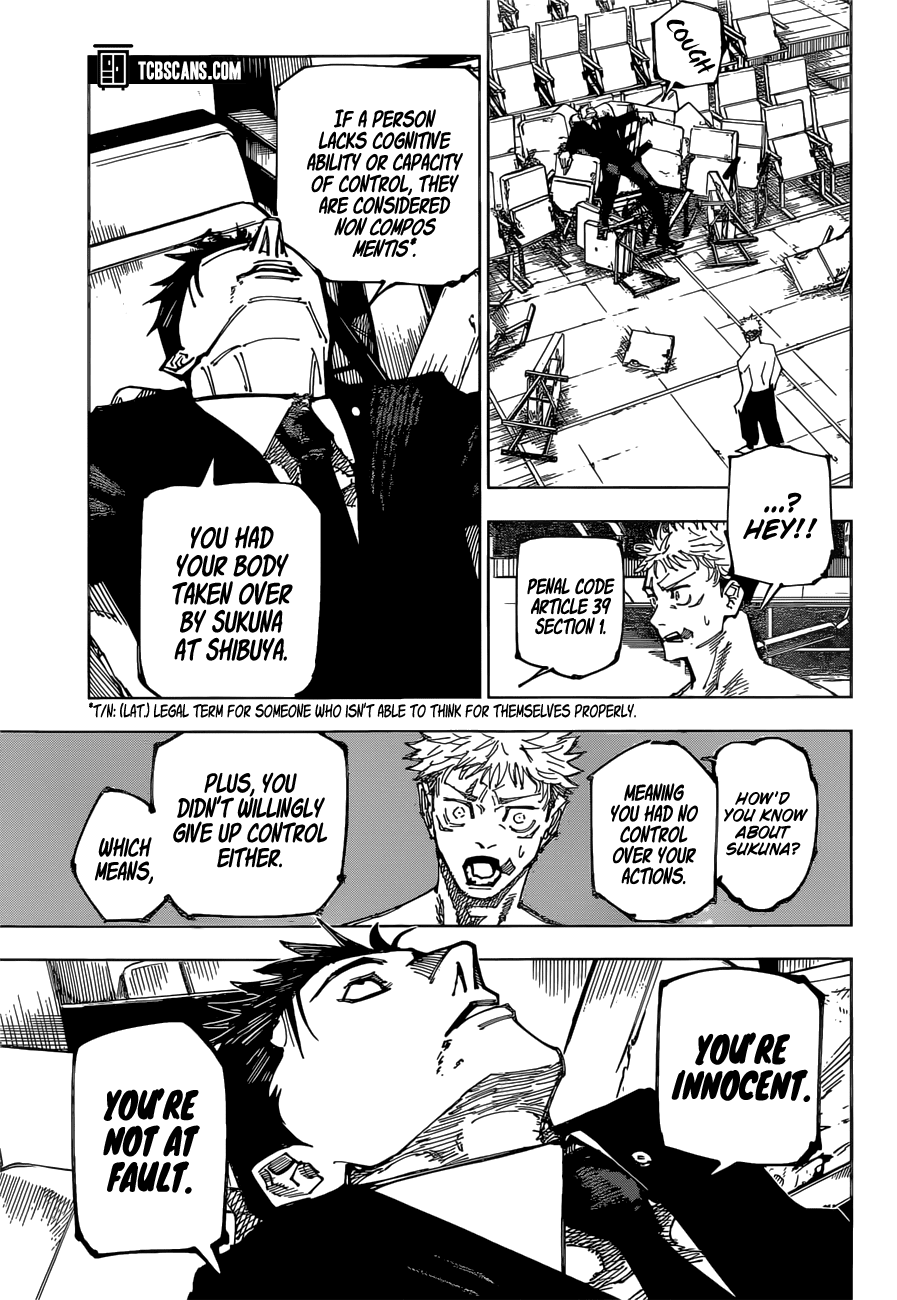 TCBSCANS.COM
COUGH
...?
HEY!!
PENAL CODE
ARTICLE 39
SECTION 1.
IF A PERSON
LACKS COGNITIVE
ABILITY OR CAPACITY
OF CONTROL, THEY
ARE CONSIDERED
NON COMPOS
MENTIS*.
YOU HAD
YOUR BODY
TAKEN OVER
BY SUKUNA
AT SHIBUYA.
*T/N: (LAT.) LEGAL TERM FOR SOMEONE WHO ISN'T ABLE TO THINK FOR THEMSELVES PROPERLY.
HOW'D
YOU KNOW
ABOUT
SUKUNA?
MEANING
YOU HAD NO
CONTROL
OVER YOUR
ACTIONS.
PLUS, YOU
DIDN'T WILLINGLY
GIVE UP CONTROL
EITHER.
WHICH
MEANS,
YOU'RE
INNOCENT.
YOU'RE
NOT AT
FAULT.